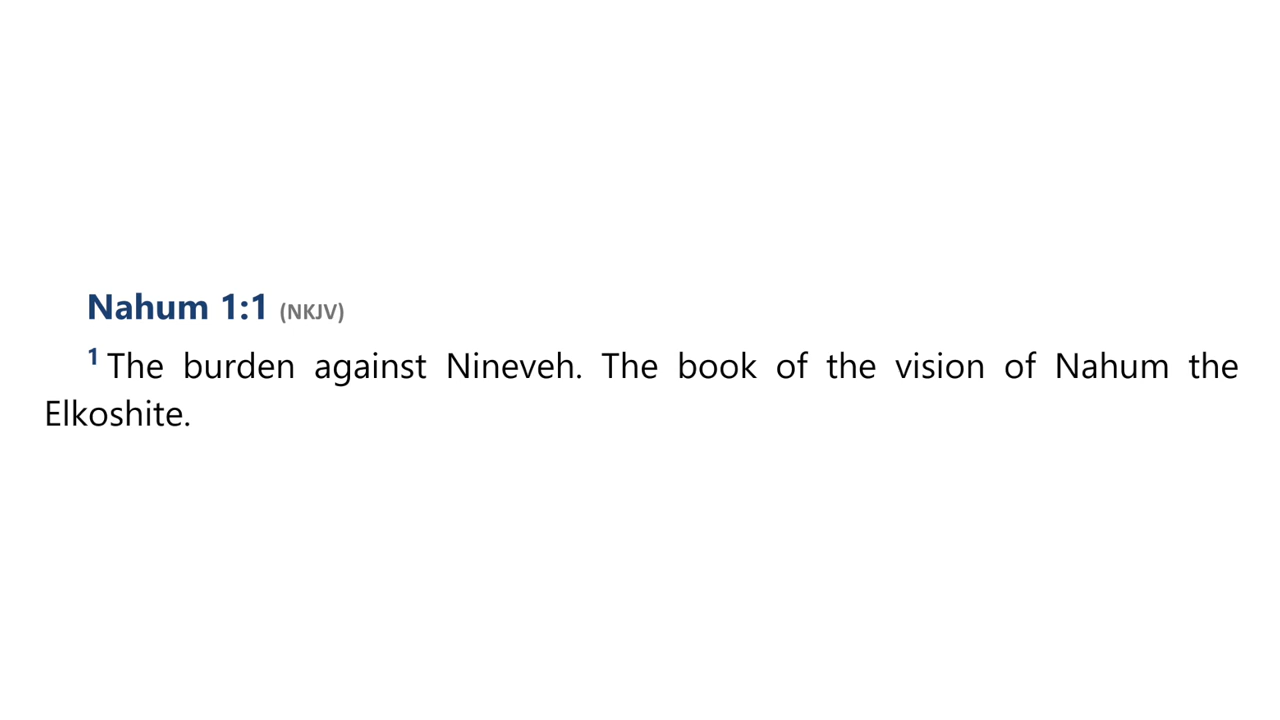 Nahum 1:1 (NKJV)
1 The burden against Nineveh. The book of the vision of Nahum the
Elkoshite.